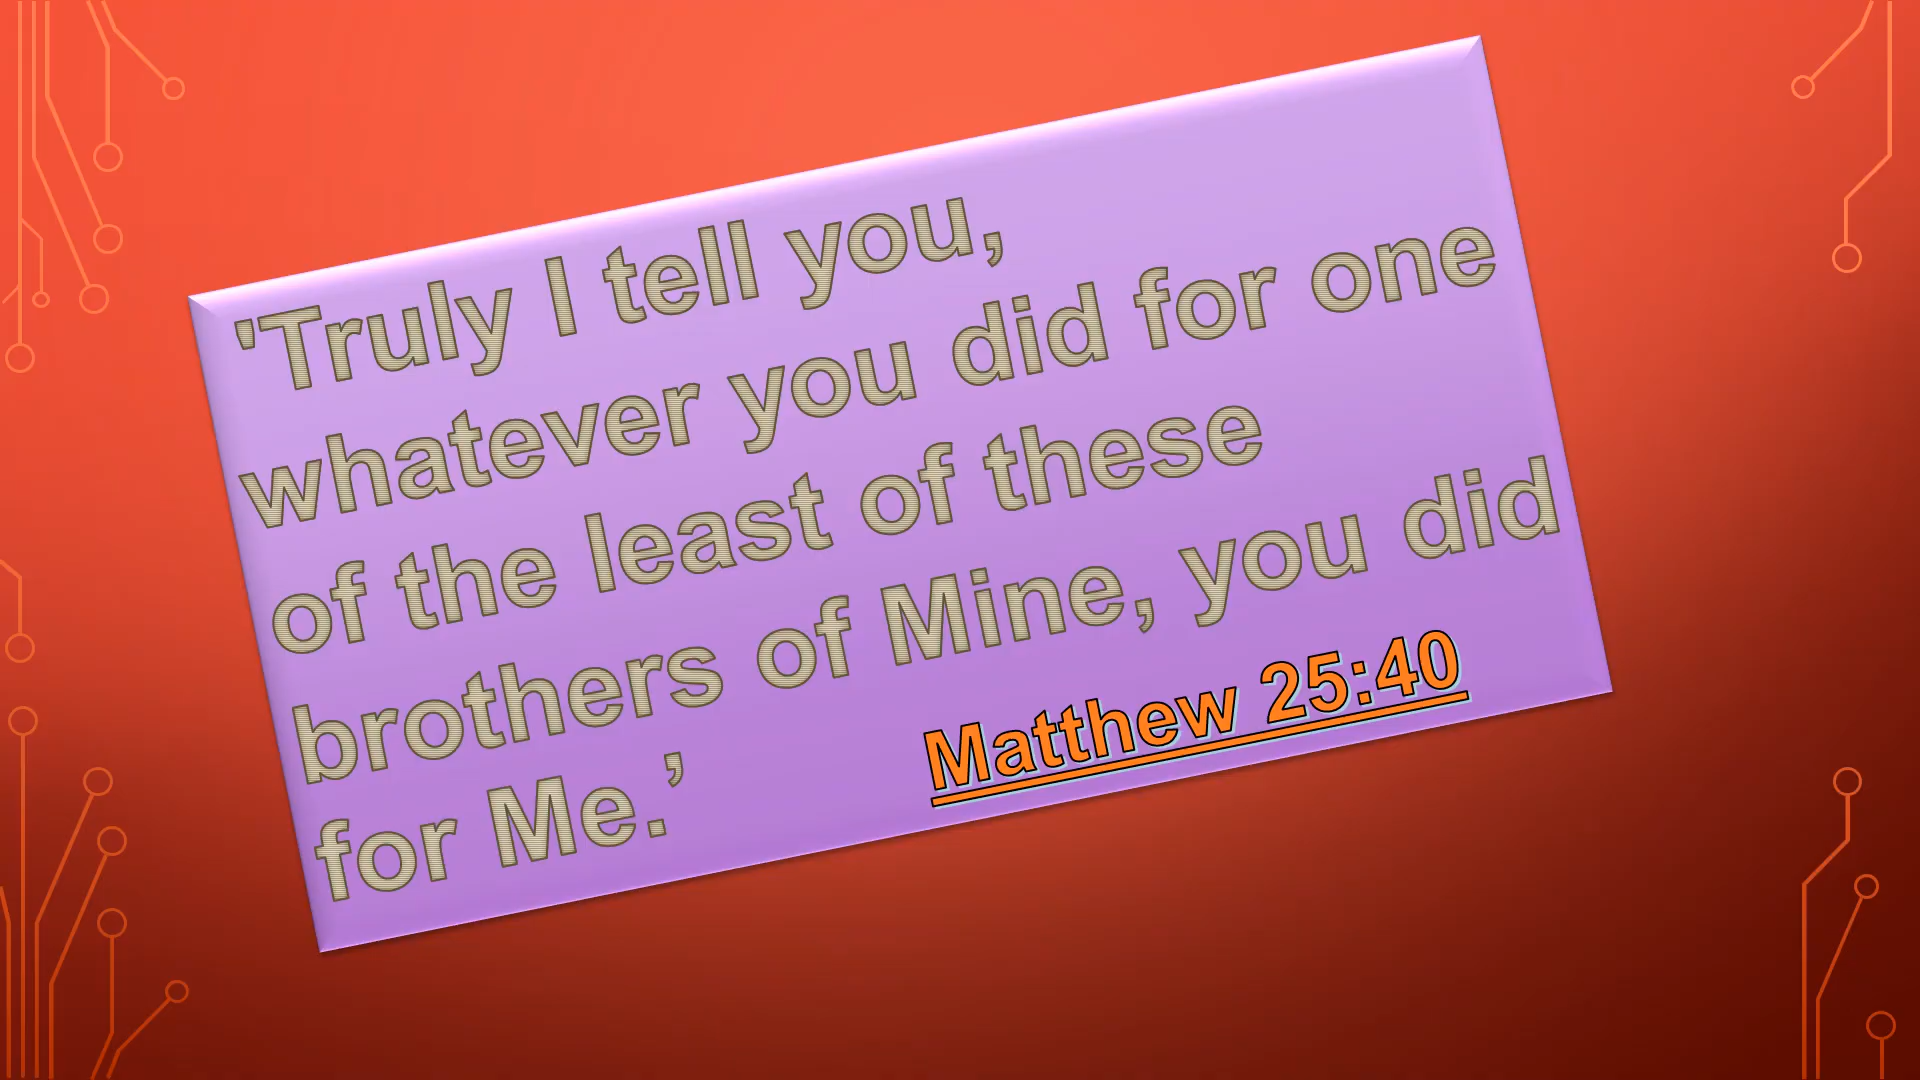 'Truly I tell you,
whatever you did for one
of the least of these
brothers of Mine, you did
for Me.’
Matthew 25:40